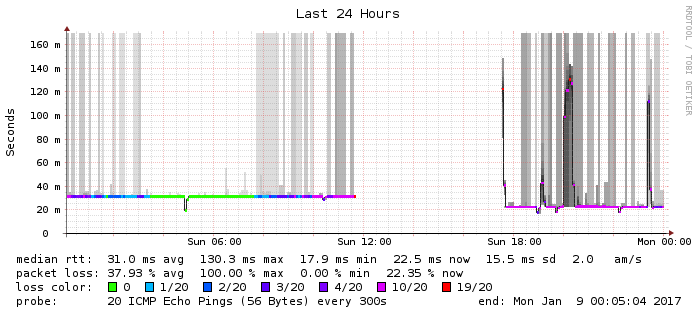 Last 24 Hours
RRDTOOL / TOBI OETIKER
Seconds
160 m
140 m
120 m
100 m
80 m
60 m
40 m
20 m
0
Sun 06:00 Sun 12:00 Sun 18:00 Mon 00:00
median rtt: 31.0 ms avg 130.3 ms max 17.9 ms min 22.5 ms now 15.5 ms sd 2.0 am/s
packet loss: 37.93 % avg 100.00 % max 0.00 % min 22.35 % now
loss color: 0 1/20 2/20 3/20 4/20 10/20 19/20
probe: 20 ICMP Echo Pings (56 Bytes) every 300s end: Mon Jan 9 00:05:04 2017